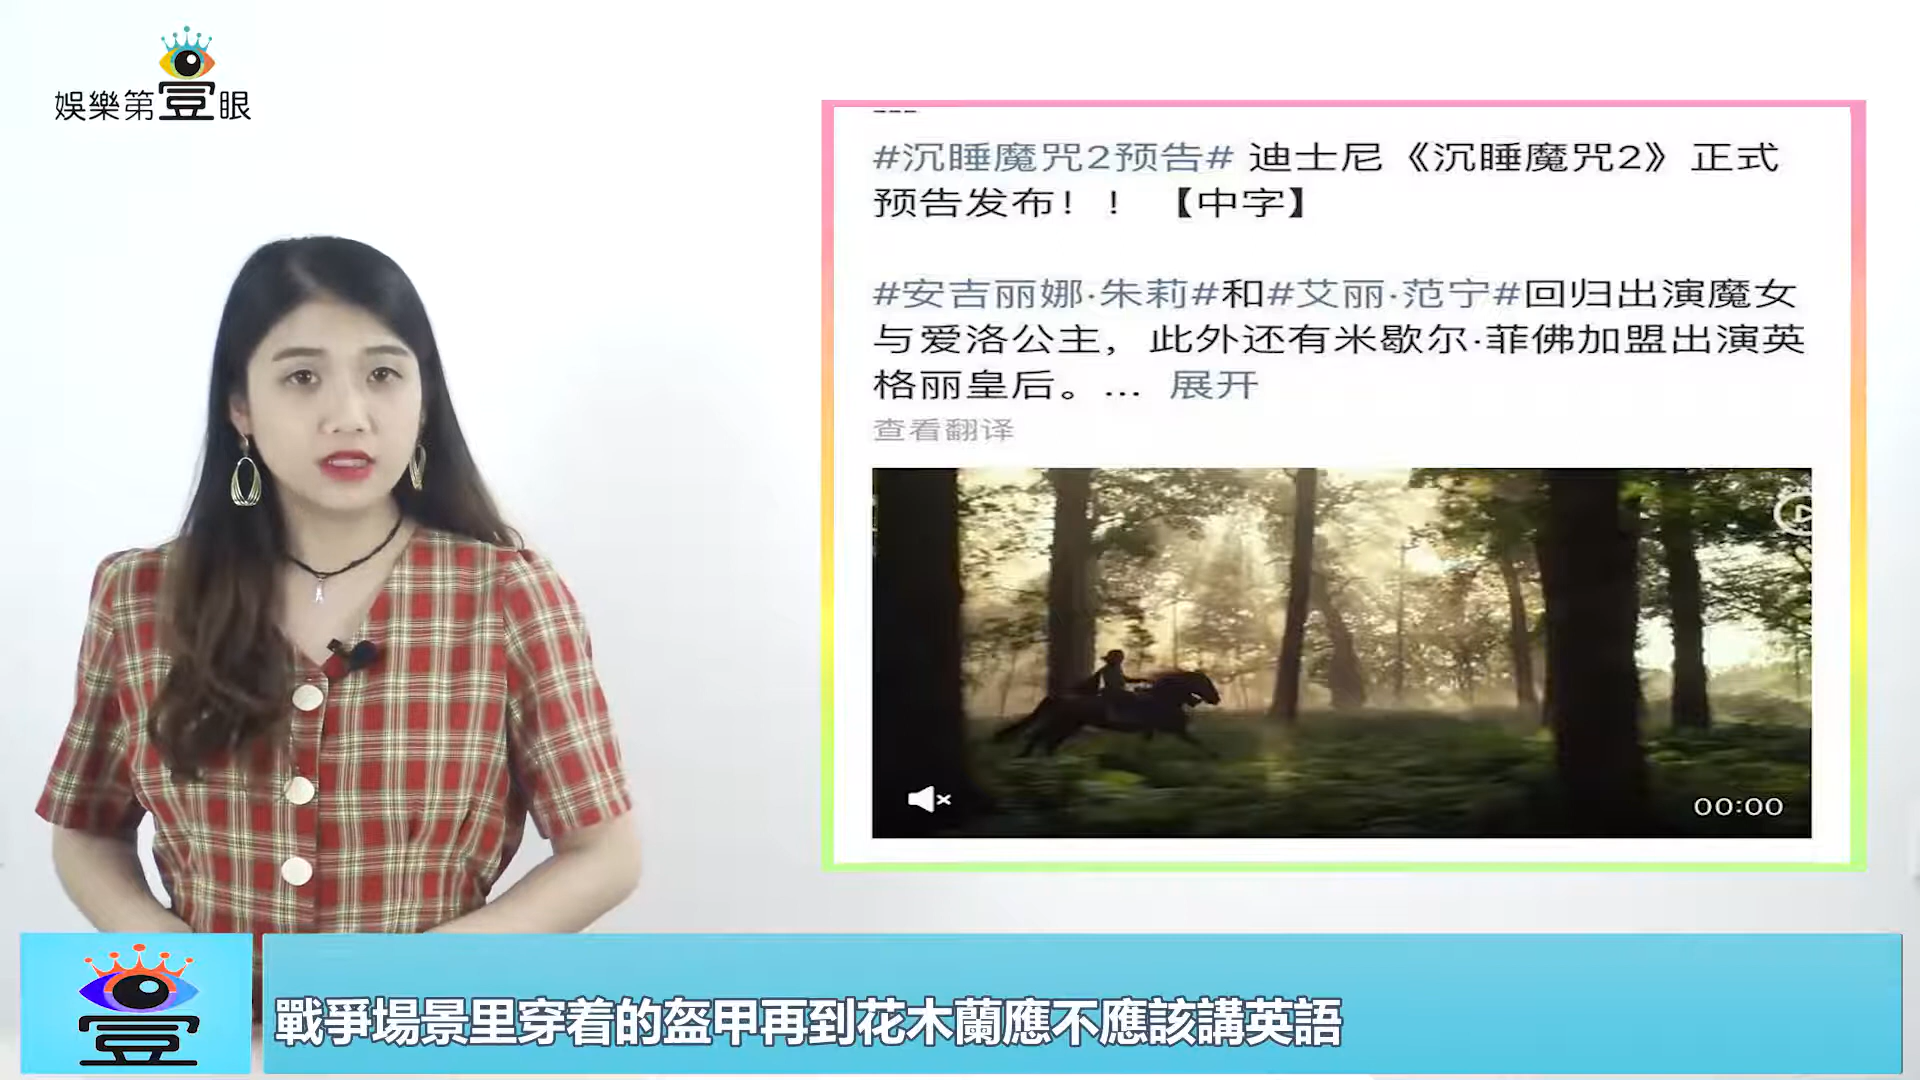 娛樂第壹眼
#沉睡魔咒2预告# 迪士尼《沉睡魔咒2》正式
预告发布！！ 【中字】
#安吉丽娜·朱莉#和#艾丽·范宁#回归出演魔女
与爱洛公主，此外还有米歇尔·菲佛加盟出演英
格丽皇后。... 展开
查看翻译
00:00
壹
戰爭場景里穿着的盔甲再到花木蘭應不應該講英語